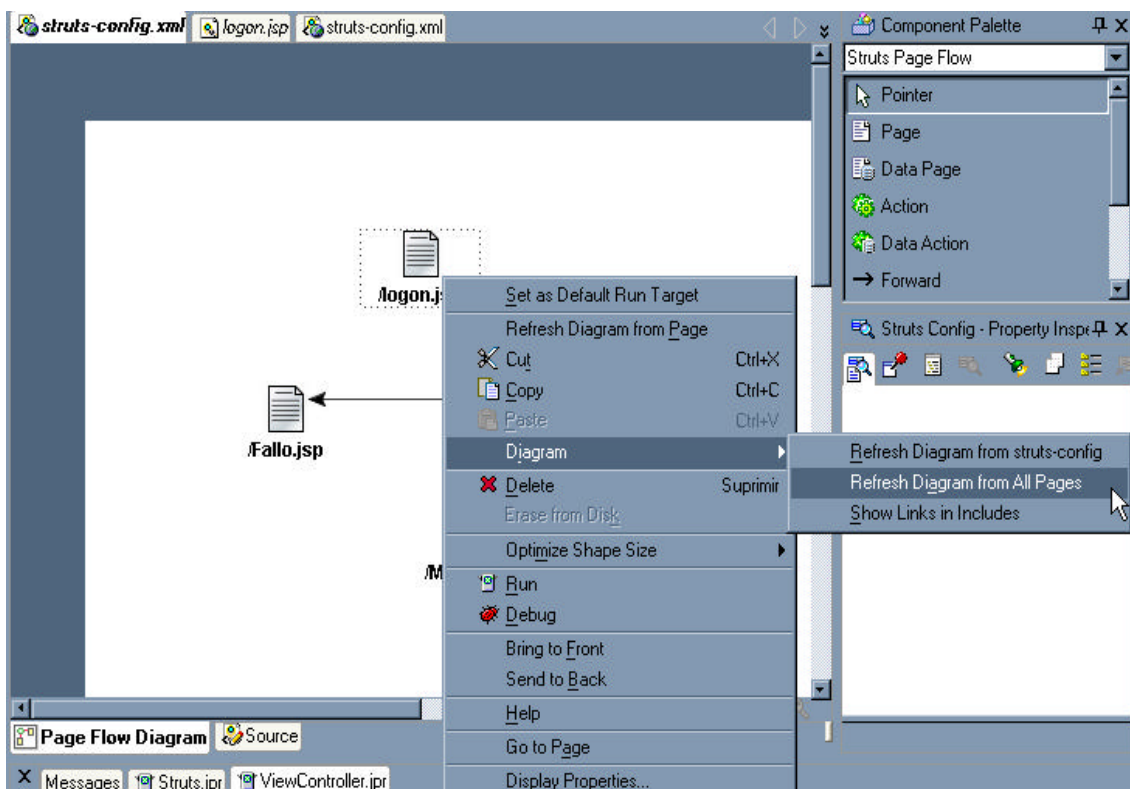 struts-config.xml
logon.jsp
struts-config.xml
Component Palette
Struts Page Flow
Pointer
Page
Data Page
Action
Data Action
Forward
/logon.j
/Fallo.jsp
/M
Set as Default Run Target
Refresh Diagram from Page
Cut Ctrl+X
Copy Ctrl+C
Paste Ctrl+V
Diagram
Delete Suprimir
Erase from Disk
Optimize Shape Size
Run
Debug
Bring to Front
Send to Back
Help
Go to Page
Display Properties...
Refresh Diagram from struts-config
Refresh Diagram from All Pages
Show Links in Includes
Struts Config - Property Inspe
Page Flow Diagram
Source
Messages
Struts.jpr
ViewController.jpr